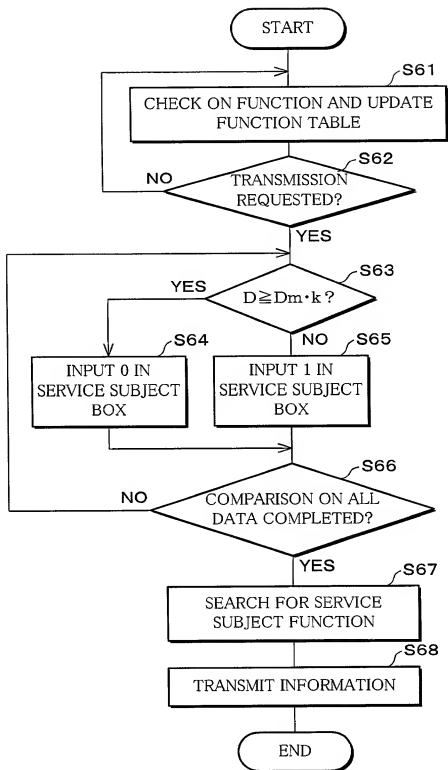 START
S61
CHECK ON FUNCTION AND UPDATE
FUNCTION TABLE
S62
NO
TRANSMISSION
REQUESTED?
YES
S63
YES
D≧Dm·k?
S64
NO
S65
INPUT 0 IN
SERVICE SUBJECT
BOX
INPUT 1 IN
SERVICE SUBJECT
BOX
S66
NO
COMPARISON ON ALL
DATA COMPLETED?
YES
S67
SEARCH FOR SERVICE
SUBJECT FUNCTION
S68
TRANSMIT INFORMATION
END